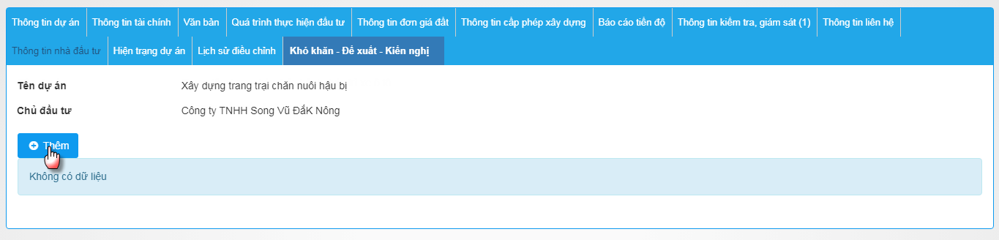 Thông tin dự án Thông tin tài chính Văn bản Quá trình thực hiện đầu tư Thông tin đơn giá đất Thông tin cấp phép xây dựng Báo cáo tiến độ Thông tin kiểm tra, giám sát (1) Thông tin liên hệ
Thông tin nhà đầu tư Hiện trạng dự án Lịch sử điều chỉnh Khó khăn - Đề xuất - Kiến nghị
Tên dự án Xây dựng trang trại chăn nuôi hậu bị
Chủ đầu tư Công ty TNHH Song Vũ ĐắK Nông
Thêm
Không có dữ liệu